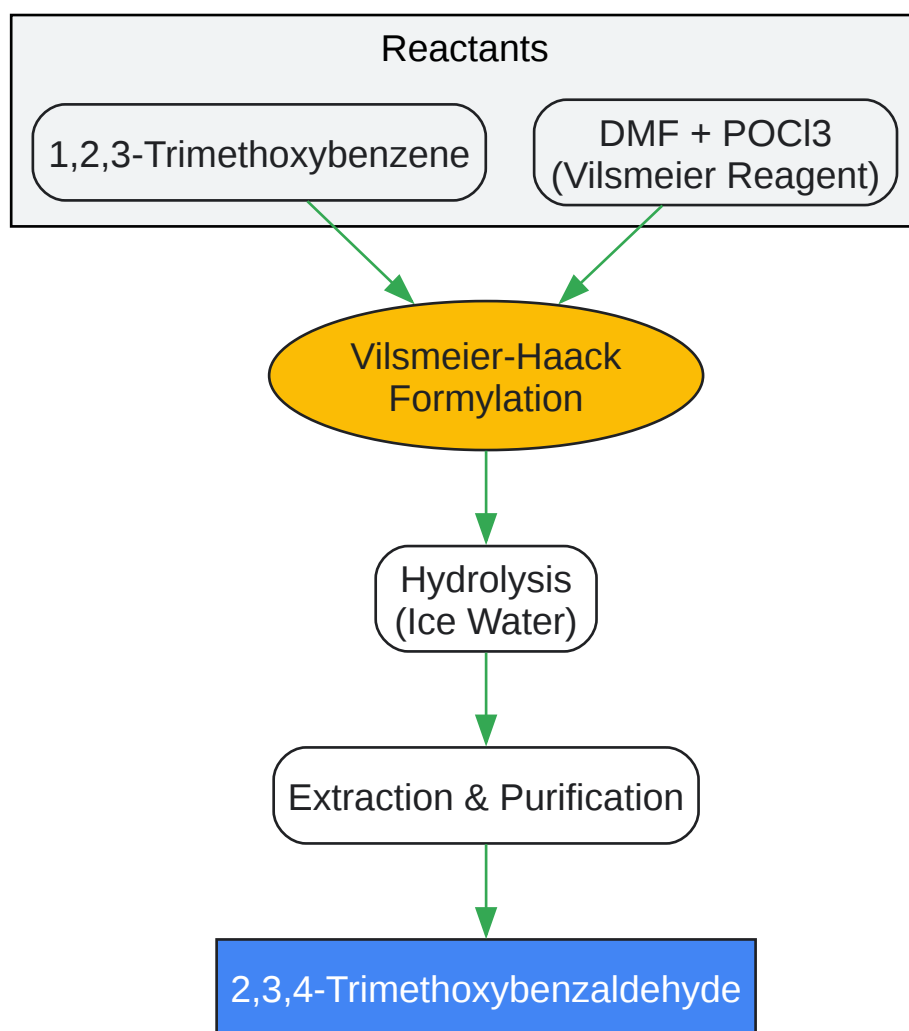 Reactants
1,2,3-Trimethoxybenzene
DMF + POCl3
(Vilsmeier Reagent)
Vilsmeier-Haack
Formylation
Hydrolysis
(Ice Water)
Extraction & Purification
2,3,4-Trimethoxybenzaldehyde